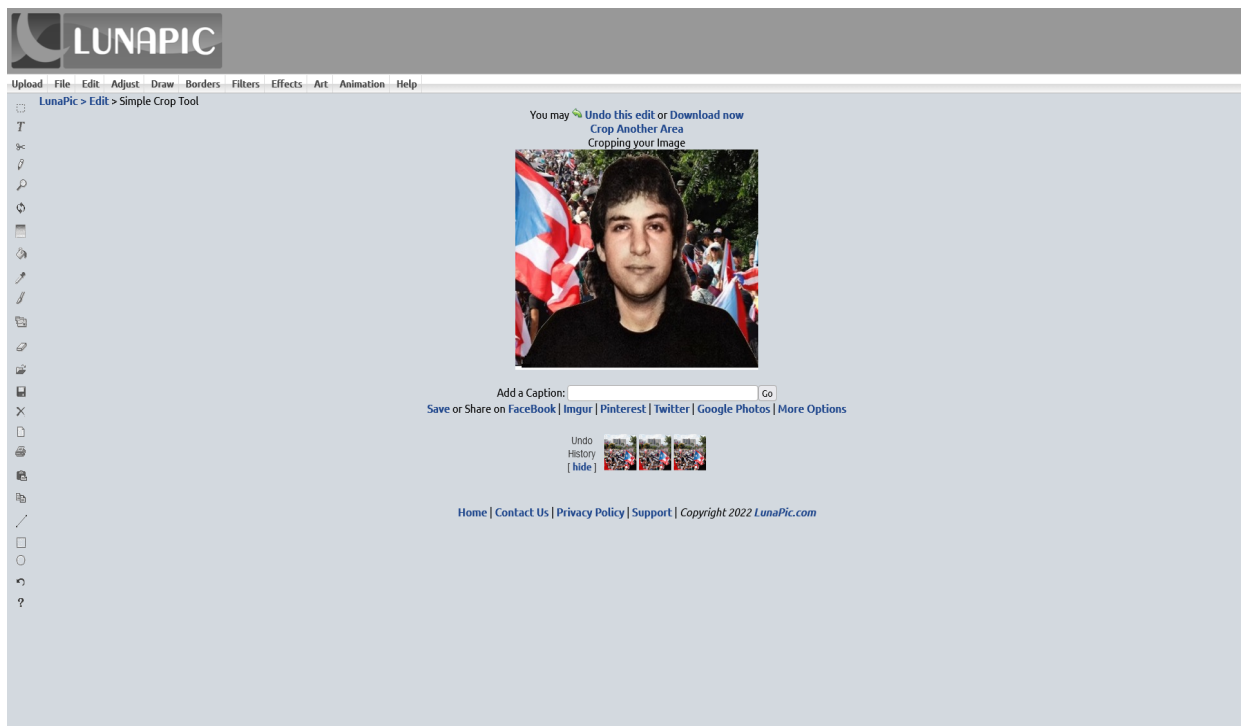 LUNAPIC
Upload File Edit Adjust Draw Borders Filters Effects Art Animation Help
LunaPic > Edit > Simple Crop Tool
You may Undo this edit or Download now
Crop Another Area
Cropping your Image
Add a Caption: Go
Save or Share on FaceBook | Imgur | Pinterest | Twitter | Google Photos | More Options
Undo
History
[ hide ]
Home | Contact Us | Privacy Policy | Support | Copyright 2022 LunaPic.com